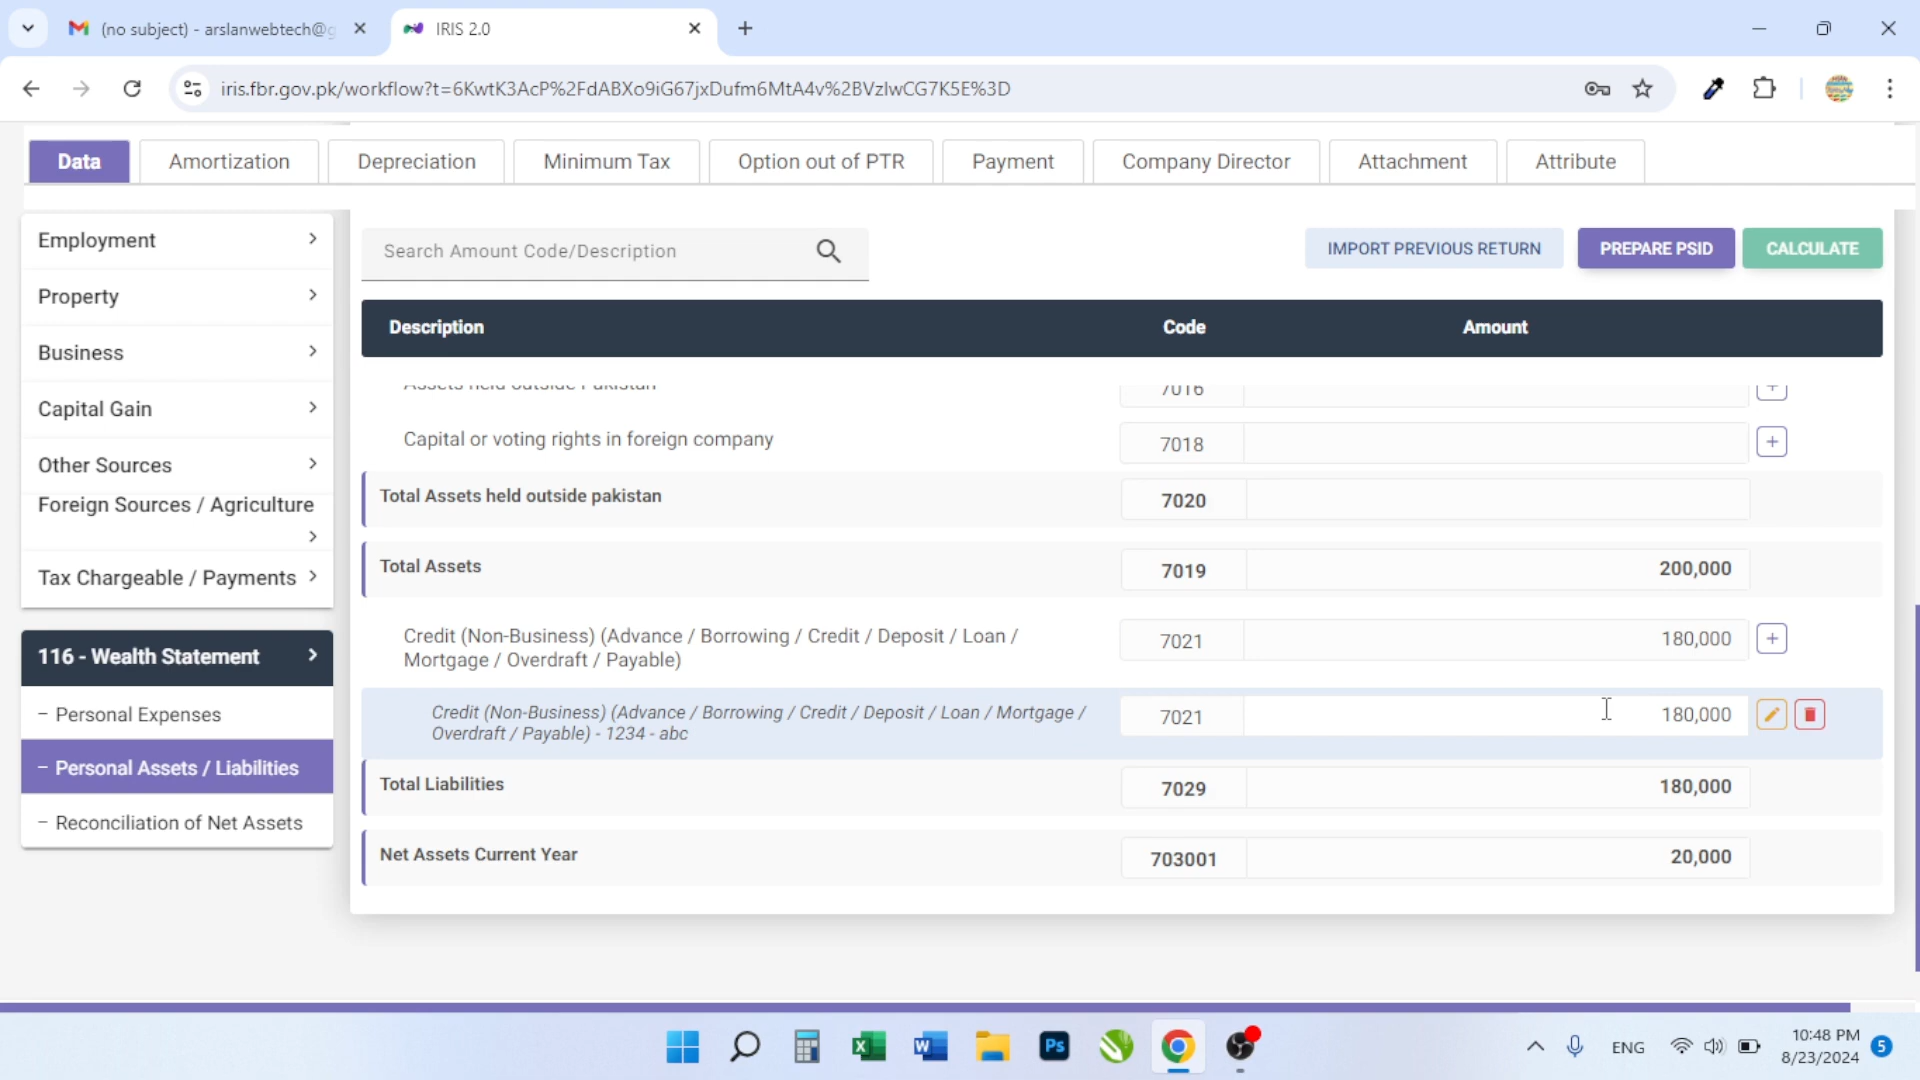 (no subject) - arslanwebtech@g
IRIS 2.0
iris.fbr.gov.pk/workflow?t=6KwtK3AcP%2FdABXo9iG67jxDufm6MtA4v%2BVzIwCG7K5E%3D
Data
Amortization
Depreciation
Minimum Tax
Option out of PTR
Payment
Company Director
Attachment
Attribute
Employment
Property
Business
Capital Gain
Other Sources
Foreign Sources / Agriculture
Tax Chargeable / Payments
116 - Wealth Statement
– Personal Expenses
– Personal Assets / Liabilities
– Reconciliation of Net Assets
Search Amount Code/Description
IMPORT PREVIOUS RETURN
PREPARE PSID
CALCULATE
Description Code Amount
Assets held outside Pakistan 7016
Capital or voting rights in foreign company 7018
Total Assets held outside pakistan 7020
Total Assets 7019 200,000
Credit (Non-Business) (Advance / Borrowing / Credit / Deposit / Loan / 7021 180,000
Mortgage / Overdraft / Payable)
Credit (Non-Business) (Advance / Borrowing / Credit / Deposit / Loan / Mortgage / 7021 180,000
Overdraft / Payable) - 1234 - abc
Total Liabilities 7029 180,000
Net Assets Current Year 703001 20,000
X
W
Ps
ENG
10:48 PM
8/23/2024
5